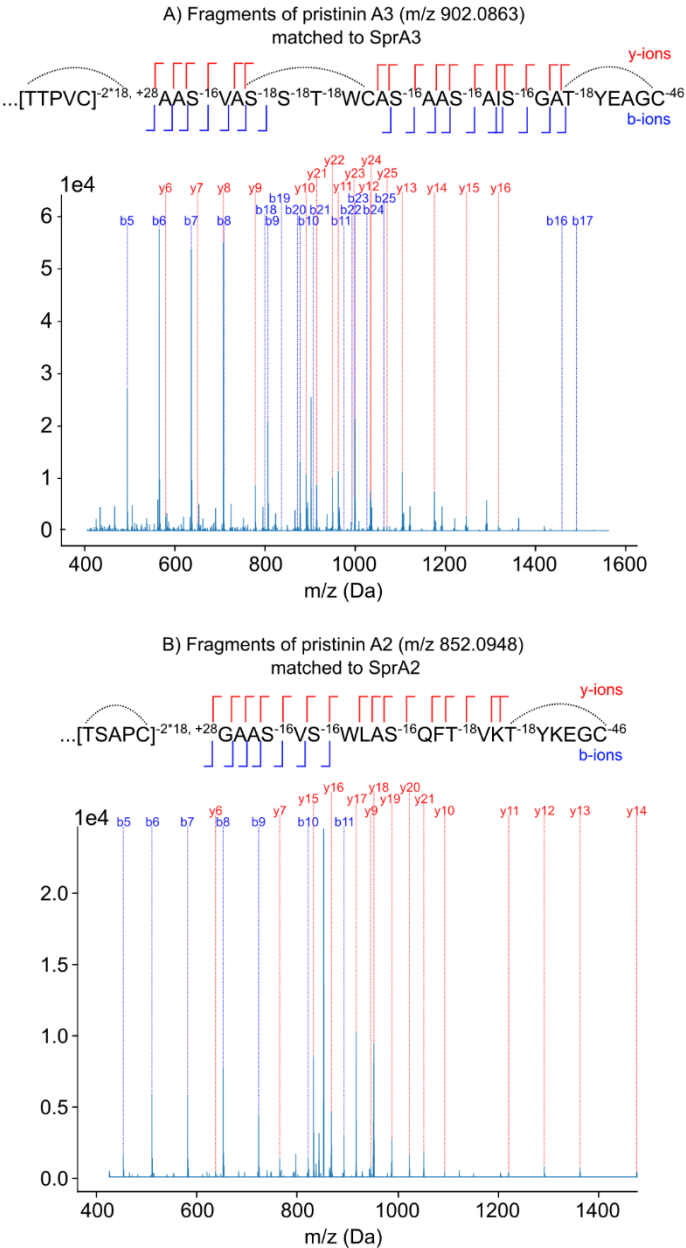 A) Fragments of pristinin A3 (m/z 902.0863)
matched to SprA3
y-ions
...[TTPVC]-2*18, +28AAS-16VAS-18S-18T-18WCAS-16AAS-16AIS-16GAT-18YEAGC-46
b-ions
y22 y24
y21 y23 y25
1e4 y6 y7 y8 y9 y10 y11 y12 y13 y14 y15 y16
b19 b23 b25
b18 b20 b21 b22 b24
b5 b6 b7 b8 b9 b10 b11 b16 b17
6
5
4
3
2
1
0
400 600 800 1000 1200 1400 1600
m/z (Da)
B) Fragments of pristinin A2 (m/z 852.0948)
matched to SprA2
y-ions
...[TSAPC]-2*18, +28GAAS-16VS-16WLAS-16QFT-18VKT-18YKEGC-46
b-ions
y16 y18 y20
1e4 y6 y7 y15 y17 y19 y21
y9 y10 y11 y12 y13 y14
b5 b6 b7 b8 b9 b10 b11
2.0
1.0
1.0
0.0
400 600 800 1000 1200 1400
m/z (Da)